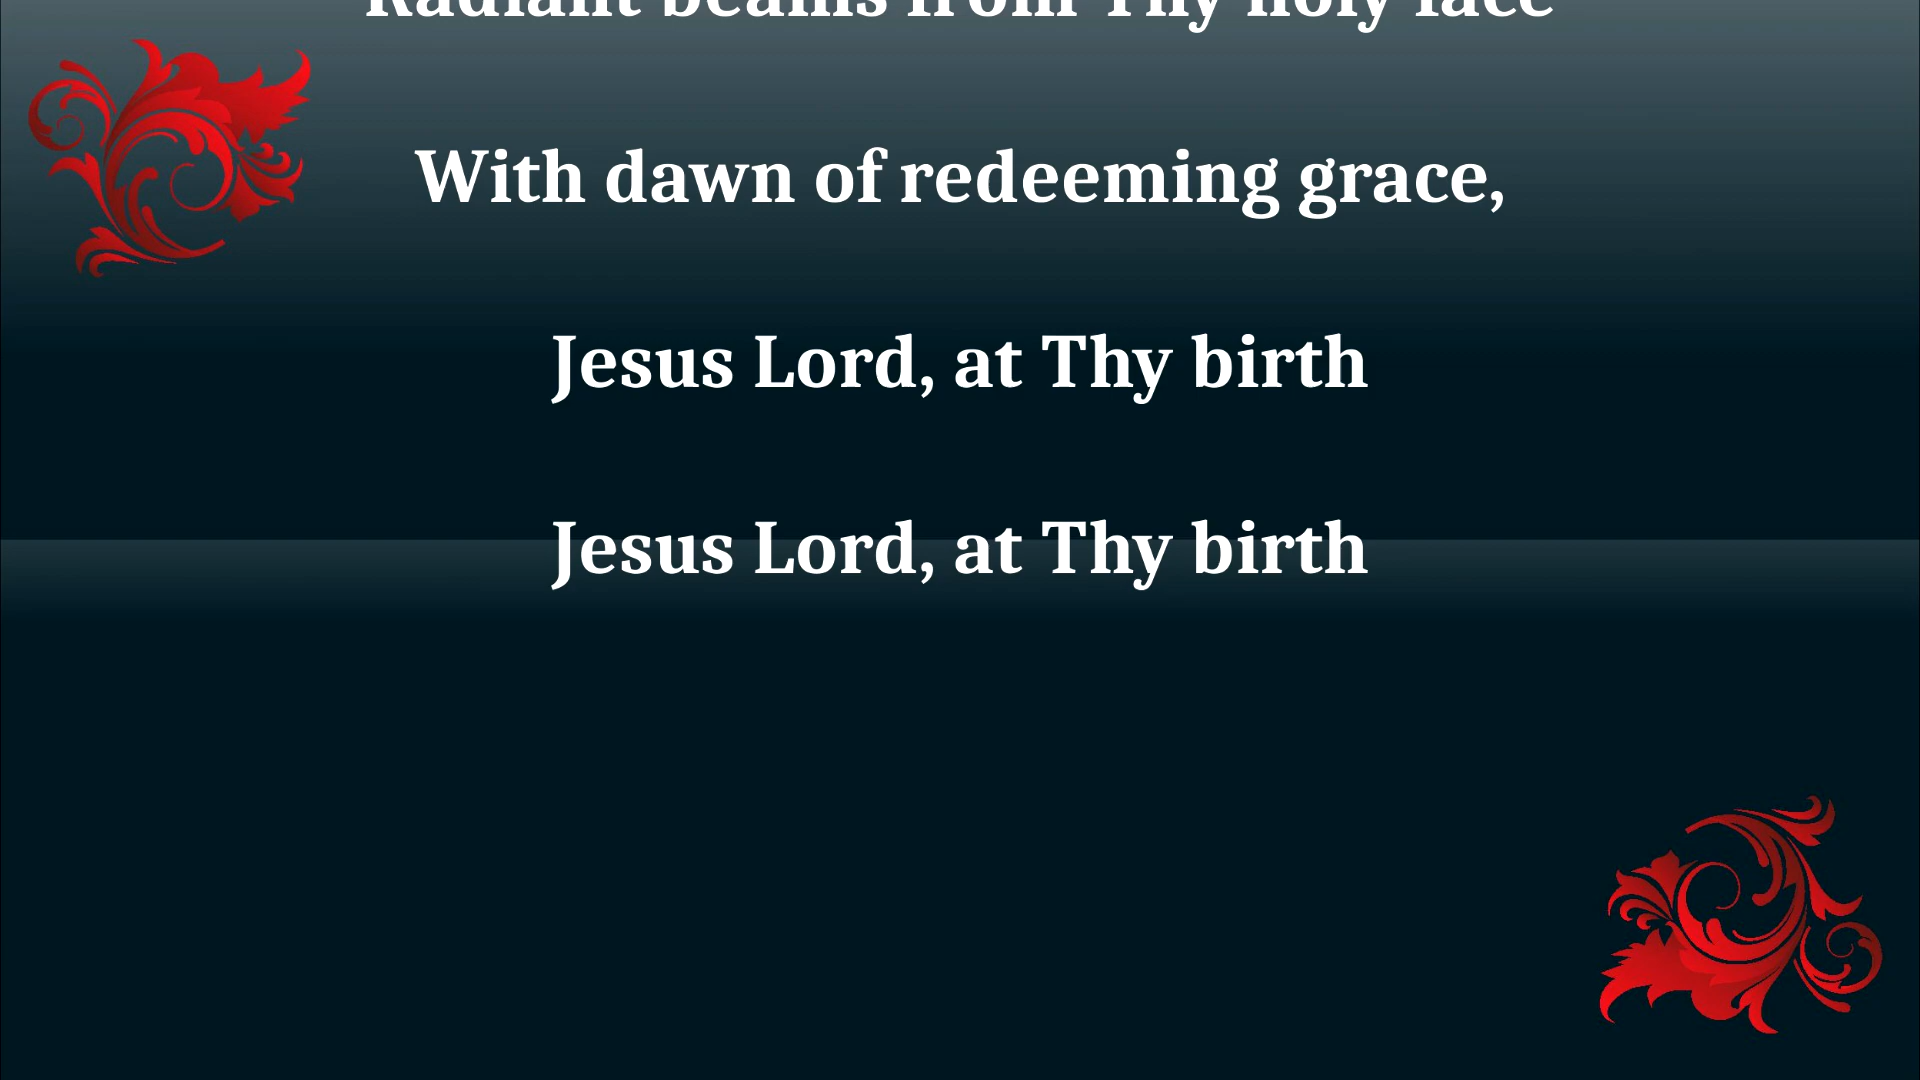 Radiant beams from Thy holy face
With dawn of redeeming grace,
Jesus Lord, at Thy birth
Jesus Lord, at Thy birth